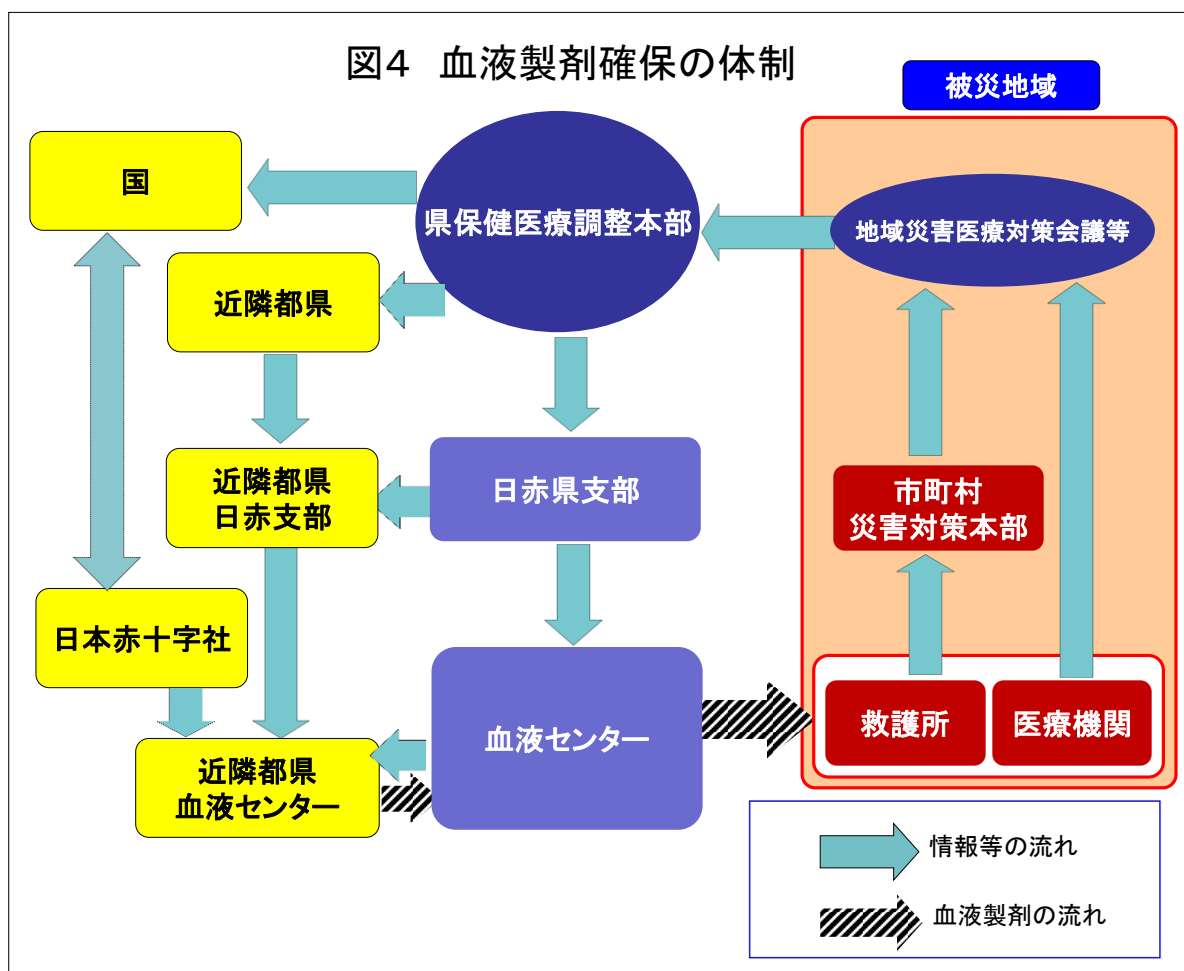 図4 血液製剤確保の体制
被災地域
国
県保健医療調整本部
地域災害医療対策会議等
近隣都県
近隣都県
日赤支部
日赤県支部
市町村
災害対策本部
日本赤十字社
血液センター
救護所
医療機関
近隣都県
血液センター
情報等の流れ
血液製剤の流れ